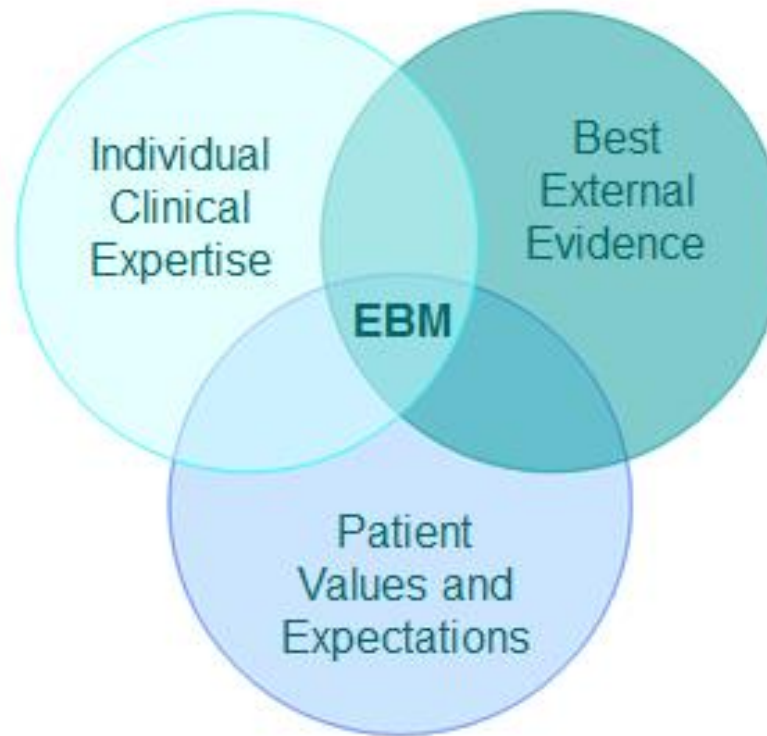 Individual
Clinical
Expertise
Best
External
Evidence
EBM
Patient
Values and
Expectations